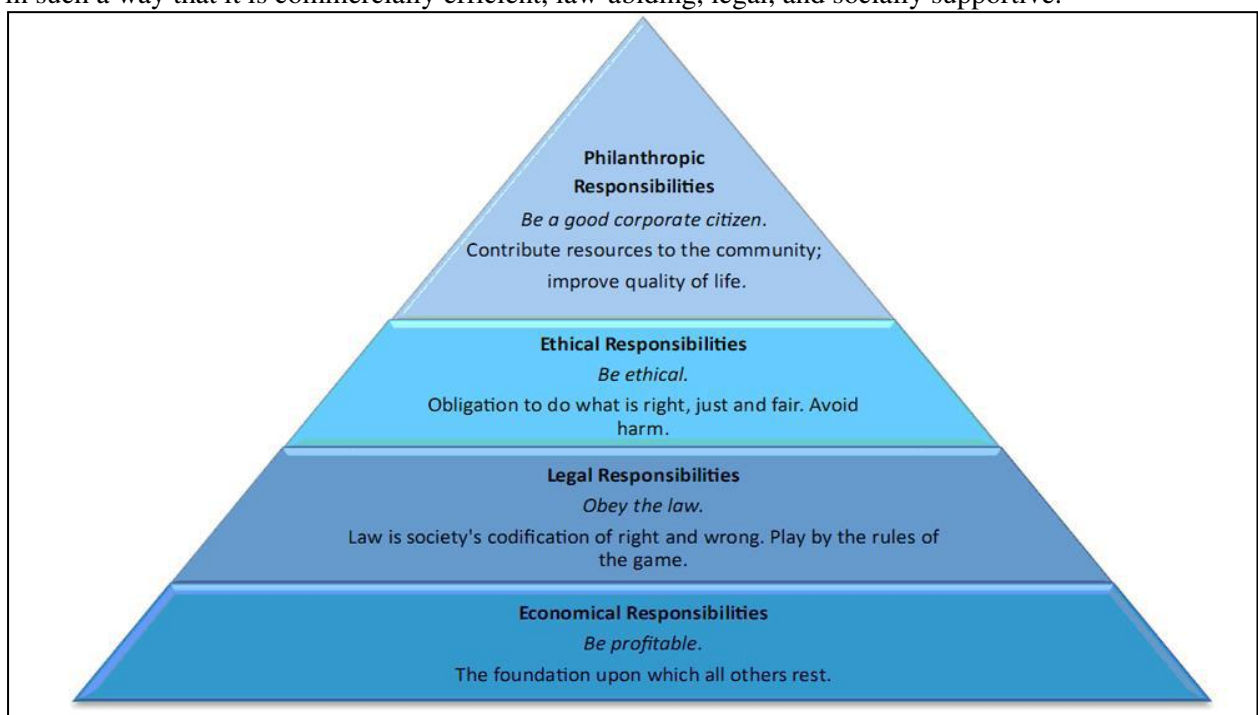 in such a way that it is commercially efficient, law-abiding, legal, and socially supportive.
Philanthropic
Responsibilities
Be a good corporate citizen.
Contribute resources to the community;
improve quality of life.
Ethical Responsibilities
Be ethical.
Obligation to do what is right, just and fair. Avoid
harm.
Legal Responsibilities
Obey the law.
Law is society's codification of right and wrong. Play by the rules of
the game.
Economical Responsibilities
Be profitable.
The foundation upon which all others rest.